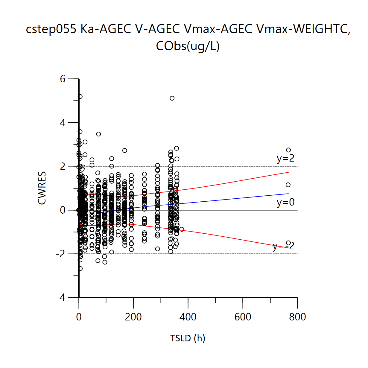 cstep055 Ka-AGEC V-AGEC Vmax-AGEC Vmax-WEIGHTC,
CObs(ug/L)
6
4
y=2
2
CWRES
y=0
0
-2
4
0
200
400
600
800
TSLD (h)